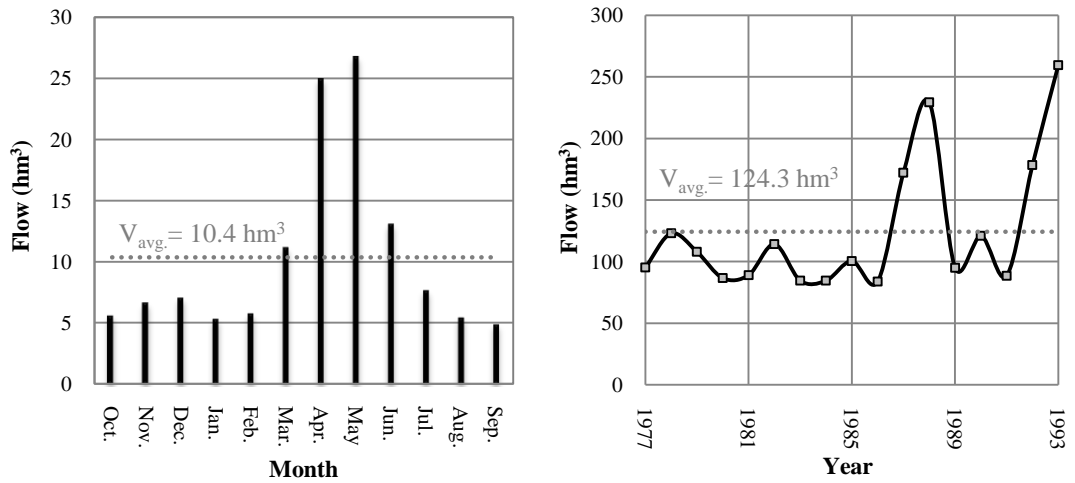 30
25
20
15
10
5
0
Flow (hm³)
V_avg.= 10.4 hm³
Oct.
Nov.
Dec.
Jan.
Feb.
Mar.
Apr.
May
Jun.
Jul.
Aug.
Sep.
Month
300
250
200
150
100
50
0
Flow (hm³)
V_avg.= 124.3 hm³
1977
1981
1985
1989
1993
Year